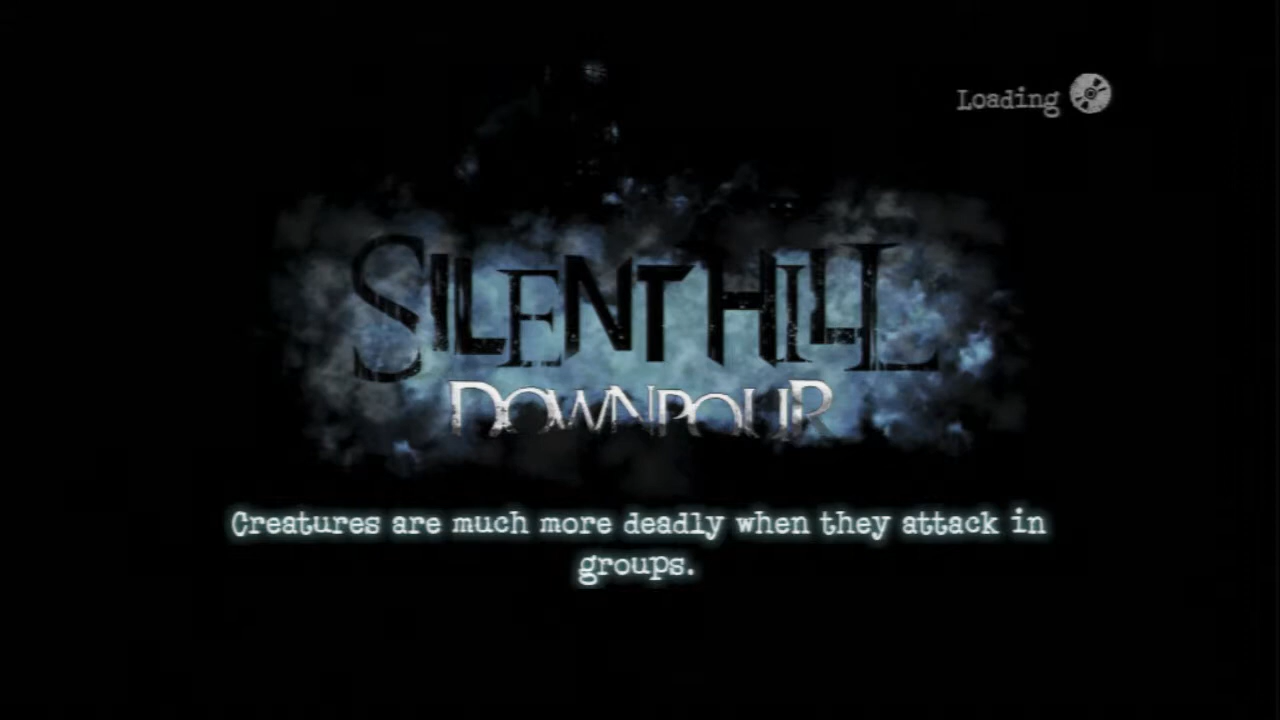 Loading
SILENT HILL
DOWNPOUR
Creatures are much more deadly when they attack in
groups.